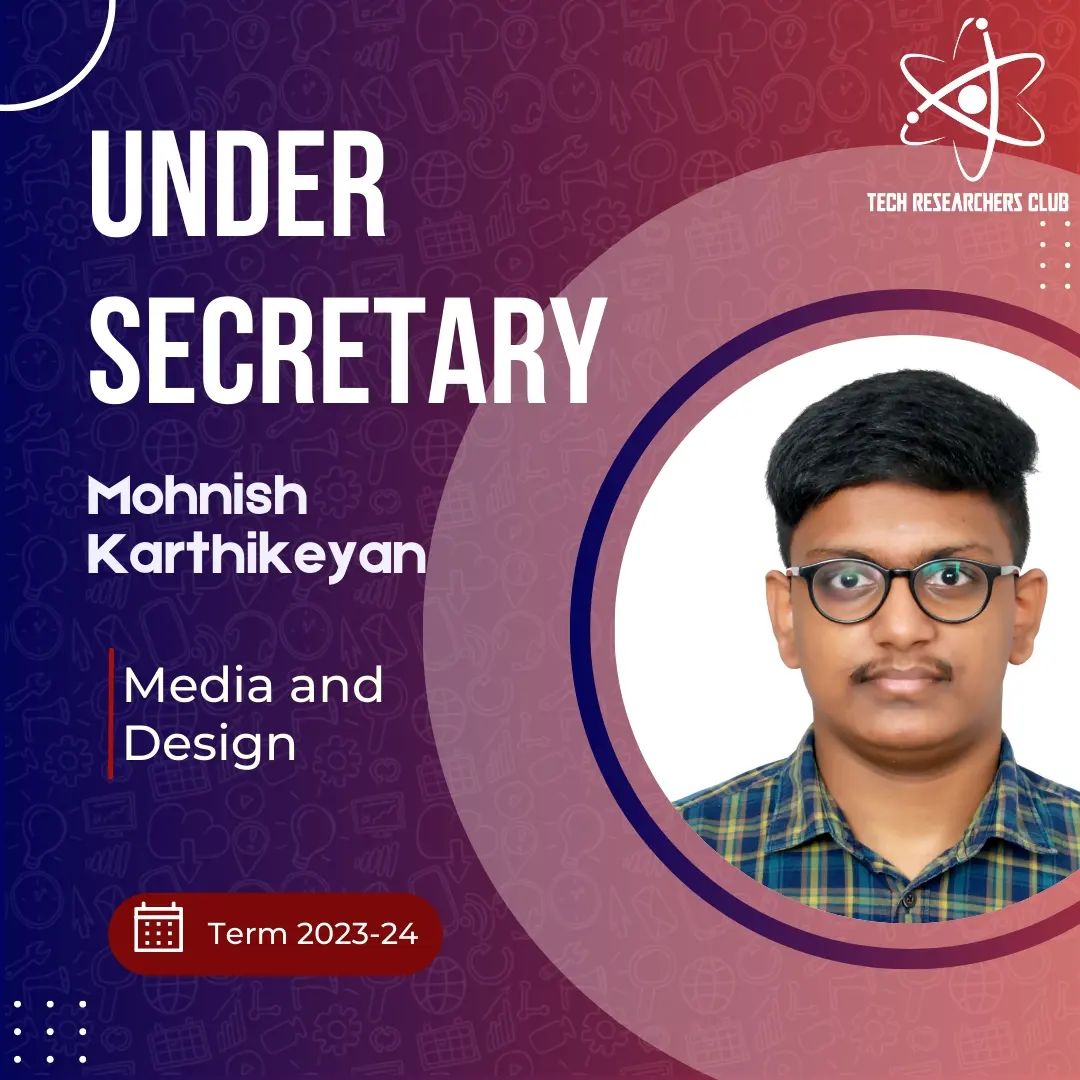 TECH RESEARCHERS CLUB
UNDER
SECRETARY
Mohnish
Karthikeyan
Media and
Design
Term 2023-24